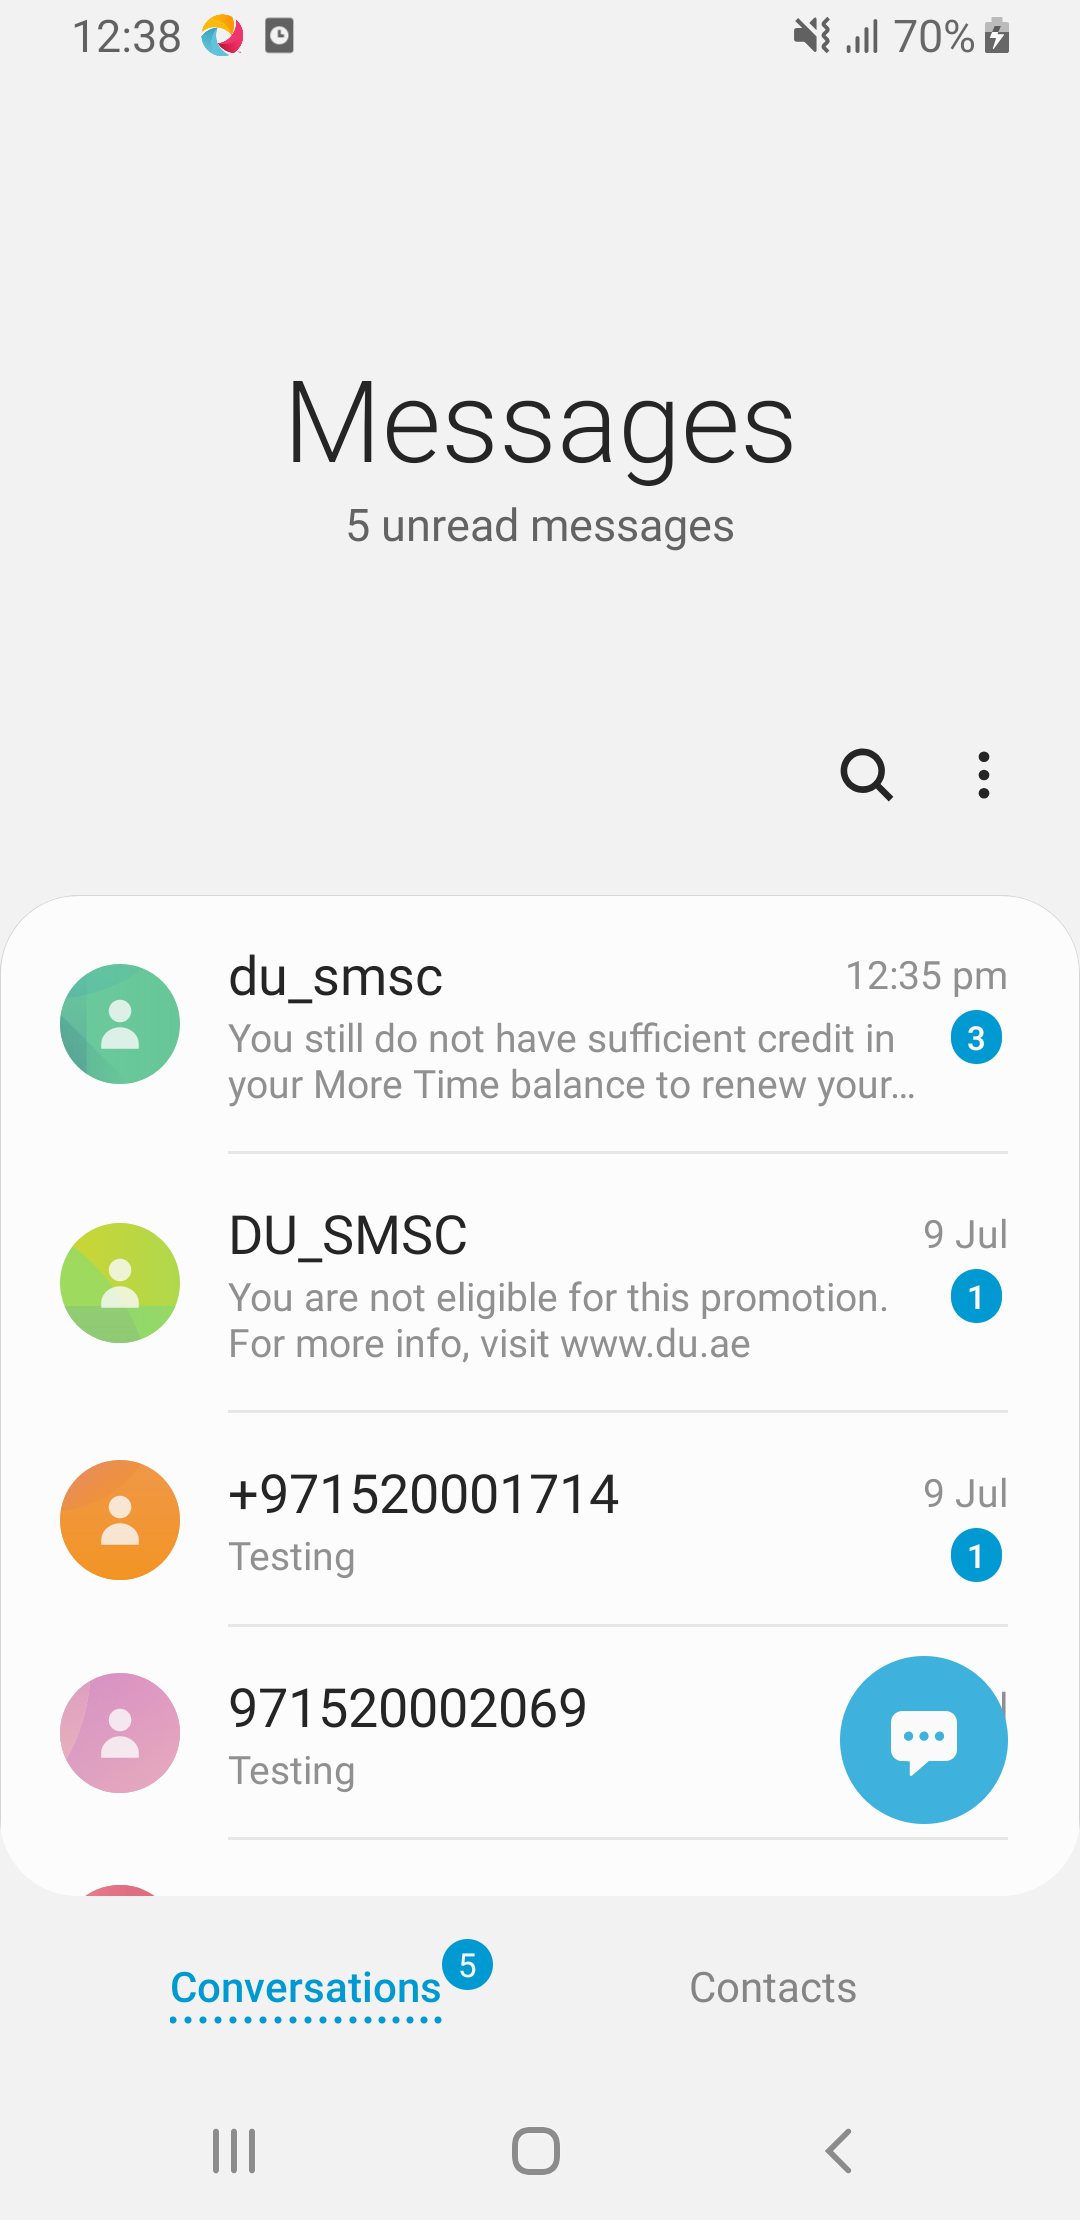 12:38
70%
Messages
5 unread messages
du_smsc
12:35 pm
You still do not have sufficient credit in
your More Time balance to renew your...
3
DU_SMSC
9 Jul
You are not eligible for this promotion.
For more info, visit www.du.ae
1
+971520001714
9 Jul
Testing
1
971520002069
Testing
Conversations
5
Contacts